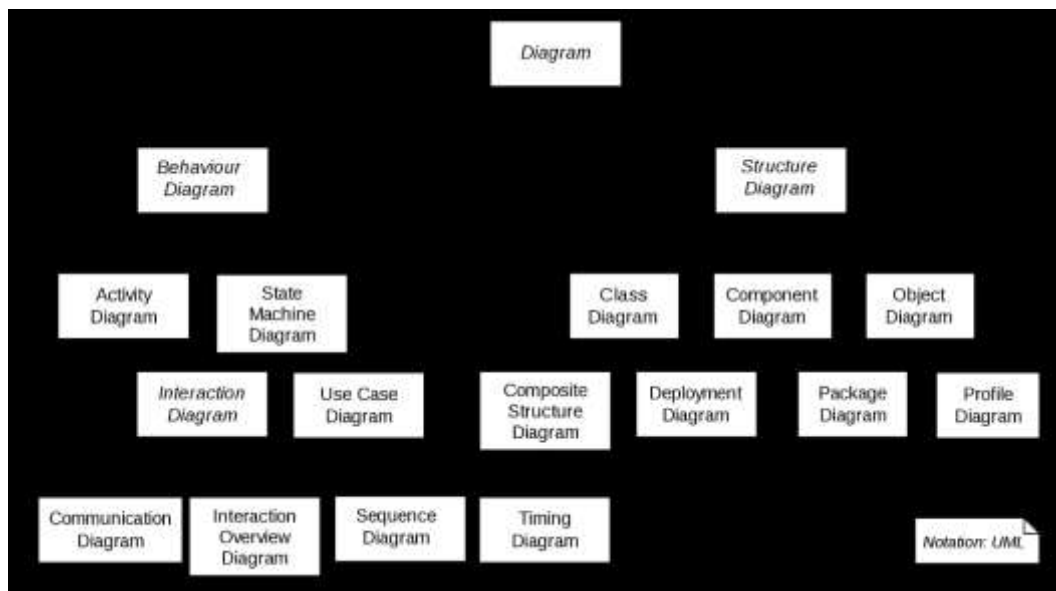 Diagram
Behaviour
Diagram
Structure
Diagram
Activity
Diagram
State
Machine
Diagram
Class
Diagram
Component
Diagram
Object
Diagram
Interaction
Diagram
Use Case
Diagram
Composite
Structure
Diagram
Deployment
Diagram
Package
Diagram
Profile
Diagram
Communication
Diagram
Interaction
Overview
Diagram
Sequence
Diagram
Timing
Diagram
Notation: UML